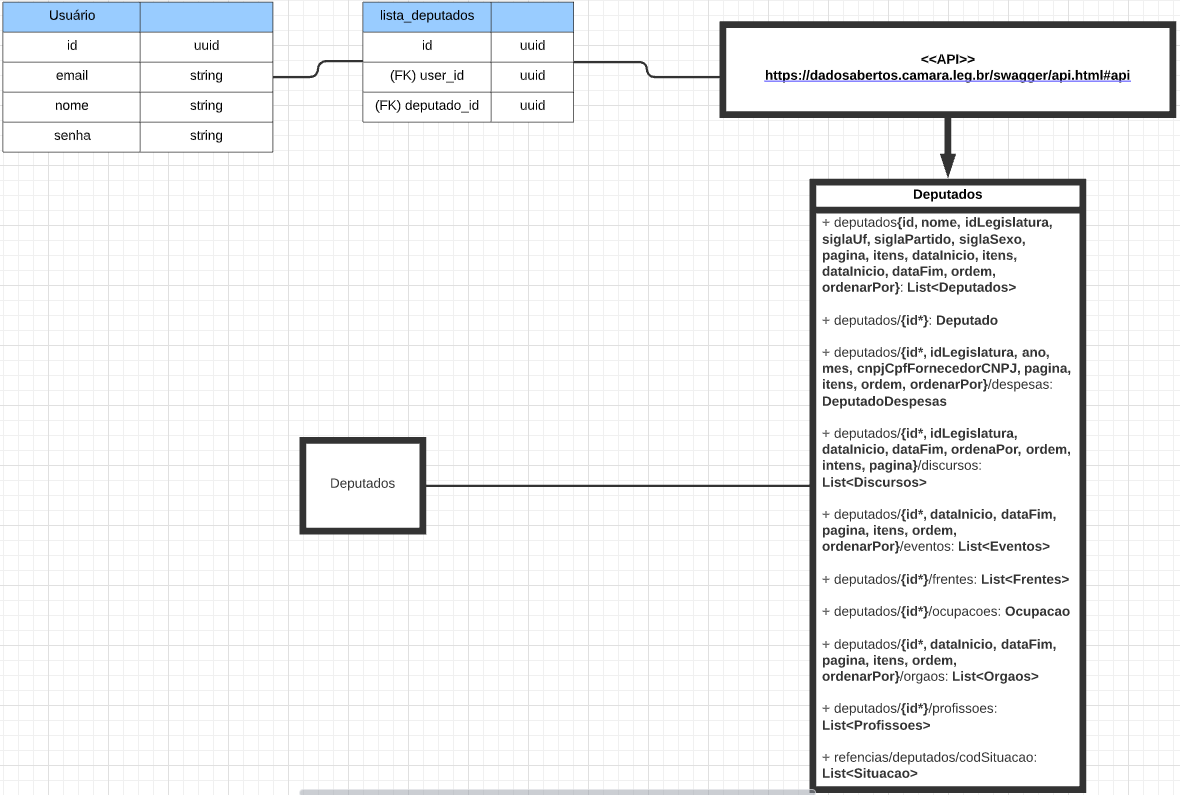 Usuário
id uuid
email string
nome string
senha string
lista_deputados
id uuid
(FK) user_id uuid
(FK) deputado_id uuid
<<API>>
https://dadosabertos.camara.leg.br/swagger/api.html#api
Deputados
+ deputados{id, nome, idLegislatura,
siglaUf, siglaPartido, siglaSexo,
pagina, itens, dataInicio, itens,
dataInicio, dataFim, ordem,
ordenarPor}: List<Deputados>
+ deputados/{id*}: Deputado
+ deputados/{id*, idLegislatura, ano,
mes, cnpjCpfFornecedorCNPJ, pagina,
itens, ordem, ordenarPor}/despesas:
DeputadoDespesas
+ deputados/{id*, idLegislatura,
dataInicio, dataFim, ordenaPor, ordem,
intens, pagina}/discursos:
List<Discursos>
+ deputados/{id*, dataInicio, dataFim,
pagina, itens, ordem,
ordenarPor}/eventos: List<Eventos>
+ deputados/{id*}/frentes: List<Frentes>
+ deputados/{id*}/ocupacoes: Ocupacao
+ deputados/{id*, dataInicio, dataFim,
pagina, itens, ordem,
ordenarPor}/orgaos: List<Orgaos>
+ deputados/{id*}/profissoes:
List<Profissoes>
+ refencias/deputados/codSituacao:
List<Situacao>
Deputados